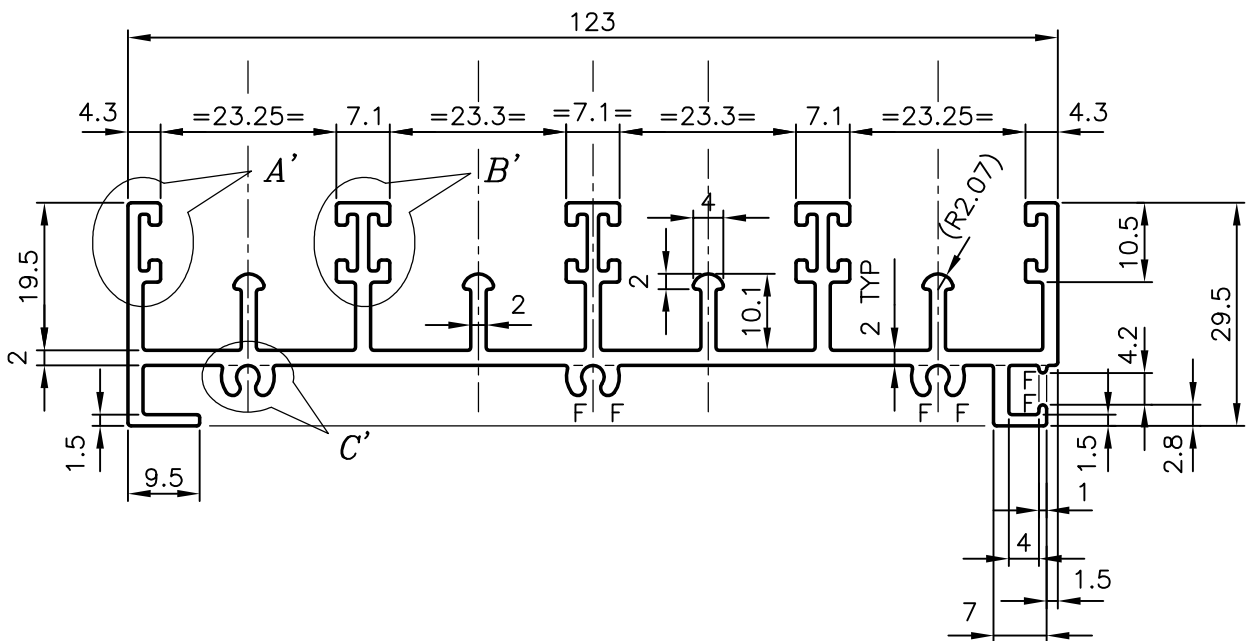 123
4.3 =23.25= 7.1 =23.3= =7.1= =23.3= 7.1 =23.25= 4.3
A’ B’
4 (R2.07)
19.5 2 10.1 2 TYP 10.5
2 29.5
2 4.2
F
F
F F F F
1.5 C’ 1.5 2.8
9.5 1
4
1.5
7